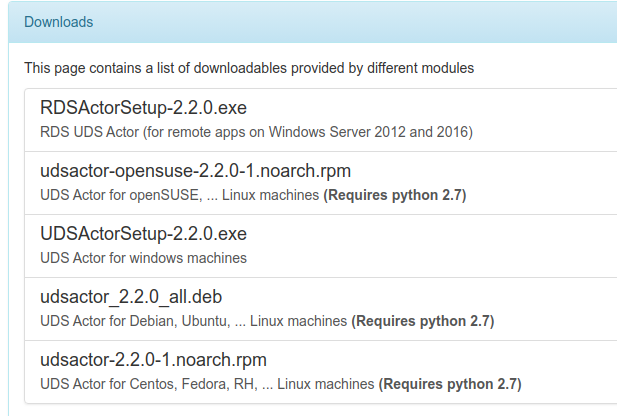 Downloads
This page contains a list of downloadables provided by different modules
RDSActorSetup-2.2.0.exe
RDS UDS Actor (for remote apps on Windows Server 2012 and 2016)
udsactor-opensuse-2.2.0-1.noarch.rpm
UDS Actor for openSUSE, ... Linux machines (Requires python 2.7)
UDSActorSetup-2.2.0.exe
UDS Actor for windows machines
udsactor_2.2.0_all.deb
UDS Actor for Debian, Ubuntu, ... Linux machines (Requires python 2.7)
udsactor-2.2.0-1.noarch.rpm
UDS Actor for Centos, Fedora, RH, ... Linux machines (Requires python 2.7)